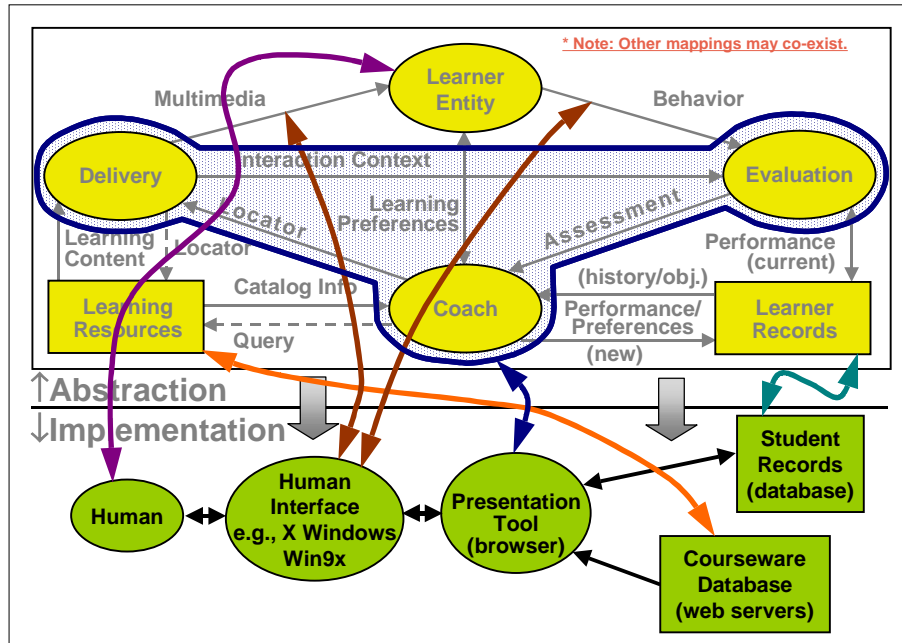 * Note: Other mappings may co-exist.
Learner
Entity
Multimedia
Behavior
Delivery
Interaction Context
Evaluation
Learning
Preferences
Locator
Assessment
Learning
Content
Locator
Performance
(current)
Learning
Resources
Catalog Info
Query
Coach
(history/obj.)
Performance/
Preferences
(new)
Learner
Records
↑Abstraction
↓Implementation
Human
Human
Interface
e.g., X Windows
Win9x
Presentation
Tool
(browser)
Student
Records
(database)
Courseware
Database
(web servers)